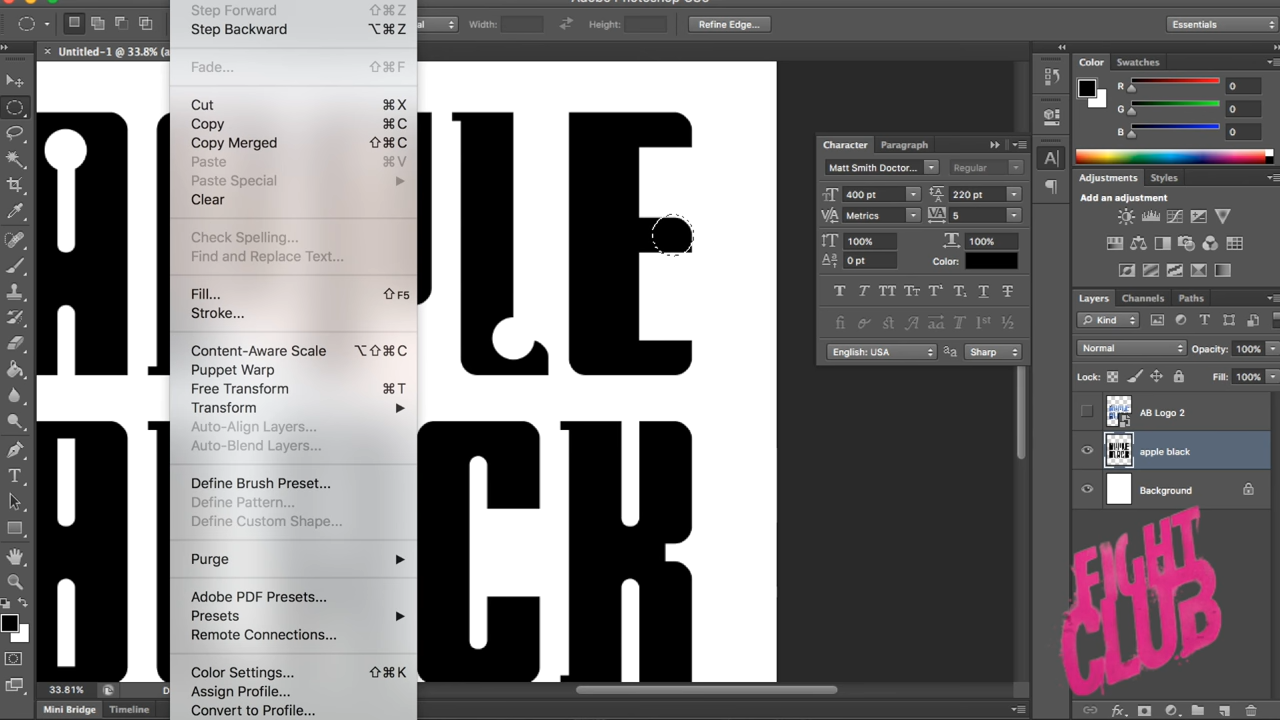 Step Forward ⇧⌘Z
Step Backward ⌥⌘Z
Fade... ⇧⌘F
Cut ⌘X
Copy ⌘C
Copy Merged ⇧⌘C
Paste ⌘V
Paste Special
Clear
Check Spelling...
Find and Replace Text...
Fill... ⇧F5
Stroke...
Content-Aware Scale ⌥⇧⌘C
Puppet Warp
Free Transform ⌘T
Transform
Auto-Align Layers...
Auto-Blend Layers...
Define Brush Preset...
Define Pattern...
Define Custom Shape...
Purge
Adobe PDF Presets...
Presets
Remote Connections...
Color Settings... ⇧⌘K
Assign Profile...
Convert to Profile...
Width: Height: Refine Edge... Essentials
Untitled-1 @ 33.8% (a
Color Swatches
R 0
G 0
B 0
Character Paragraph
Matt Smith Doctor... Regular
400 pt 220 pt
Metrics 5
100% 100%
0 pt Color:
English: USA Sharp
Adjustments Styles
Add an adjustment
Layers Channels Paths
Kind
Normal Opacity: 100%
Lock: Fill: 100%
AB Logo 2
apple black
Background
FIGHT
CLUB
33.81%
Mini Bridge Timeline